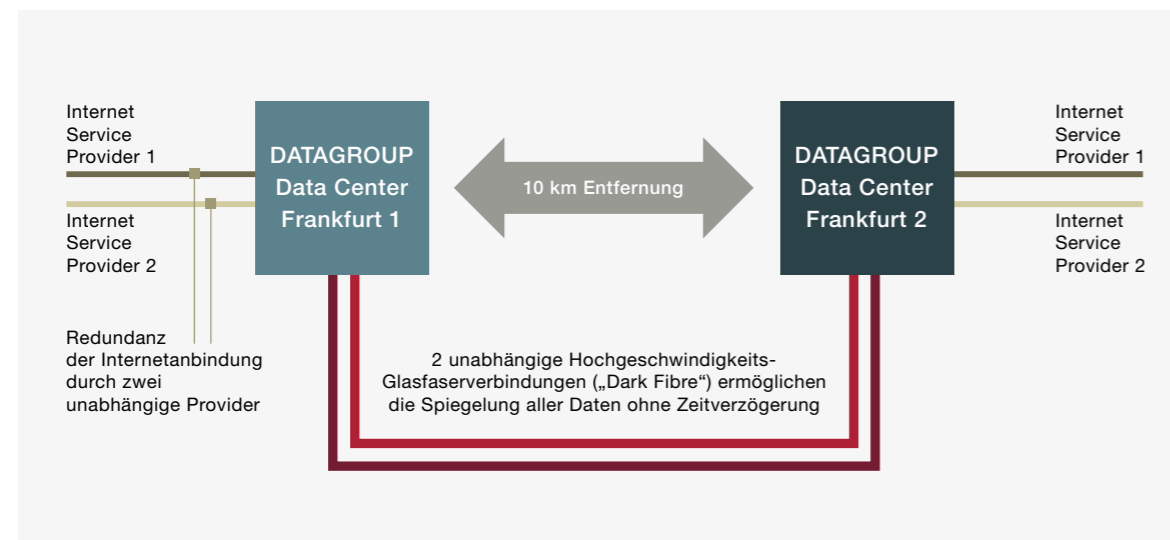 Internet
Service
Provider 1
Internet
Service
Provider 2
Redundanz
der Internetanbindung
durch zwei
unabhängige Provider
DATAGROUP
Data Center
Frankfurt 1
10 km Entfernung
DATAGROUP
Data Center
Frankfurt 2
2 unabhängige Hochgeschwindigkeits-
Glasfaserverbindungen („Dark Fibre“) ermöglichen
die Spiegelung aller Daten ohne Zeitverzögerung
Internet
Service
Provider 1
Internet
Service
Provider 2